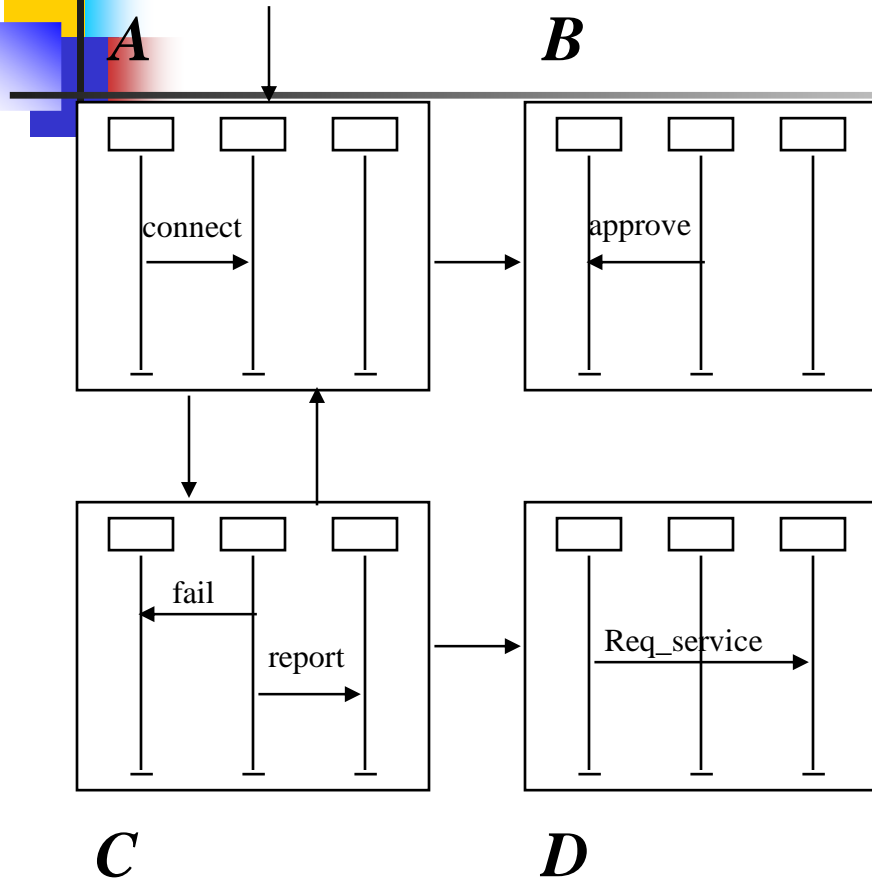 A
B
connect
approve
fail
report
Req_service
C
D